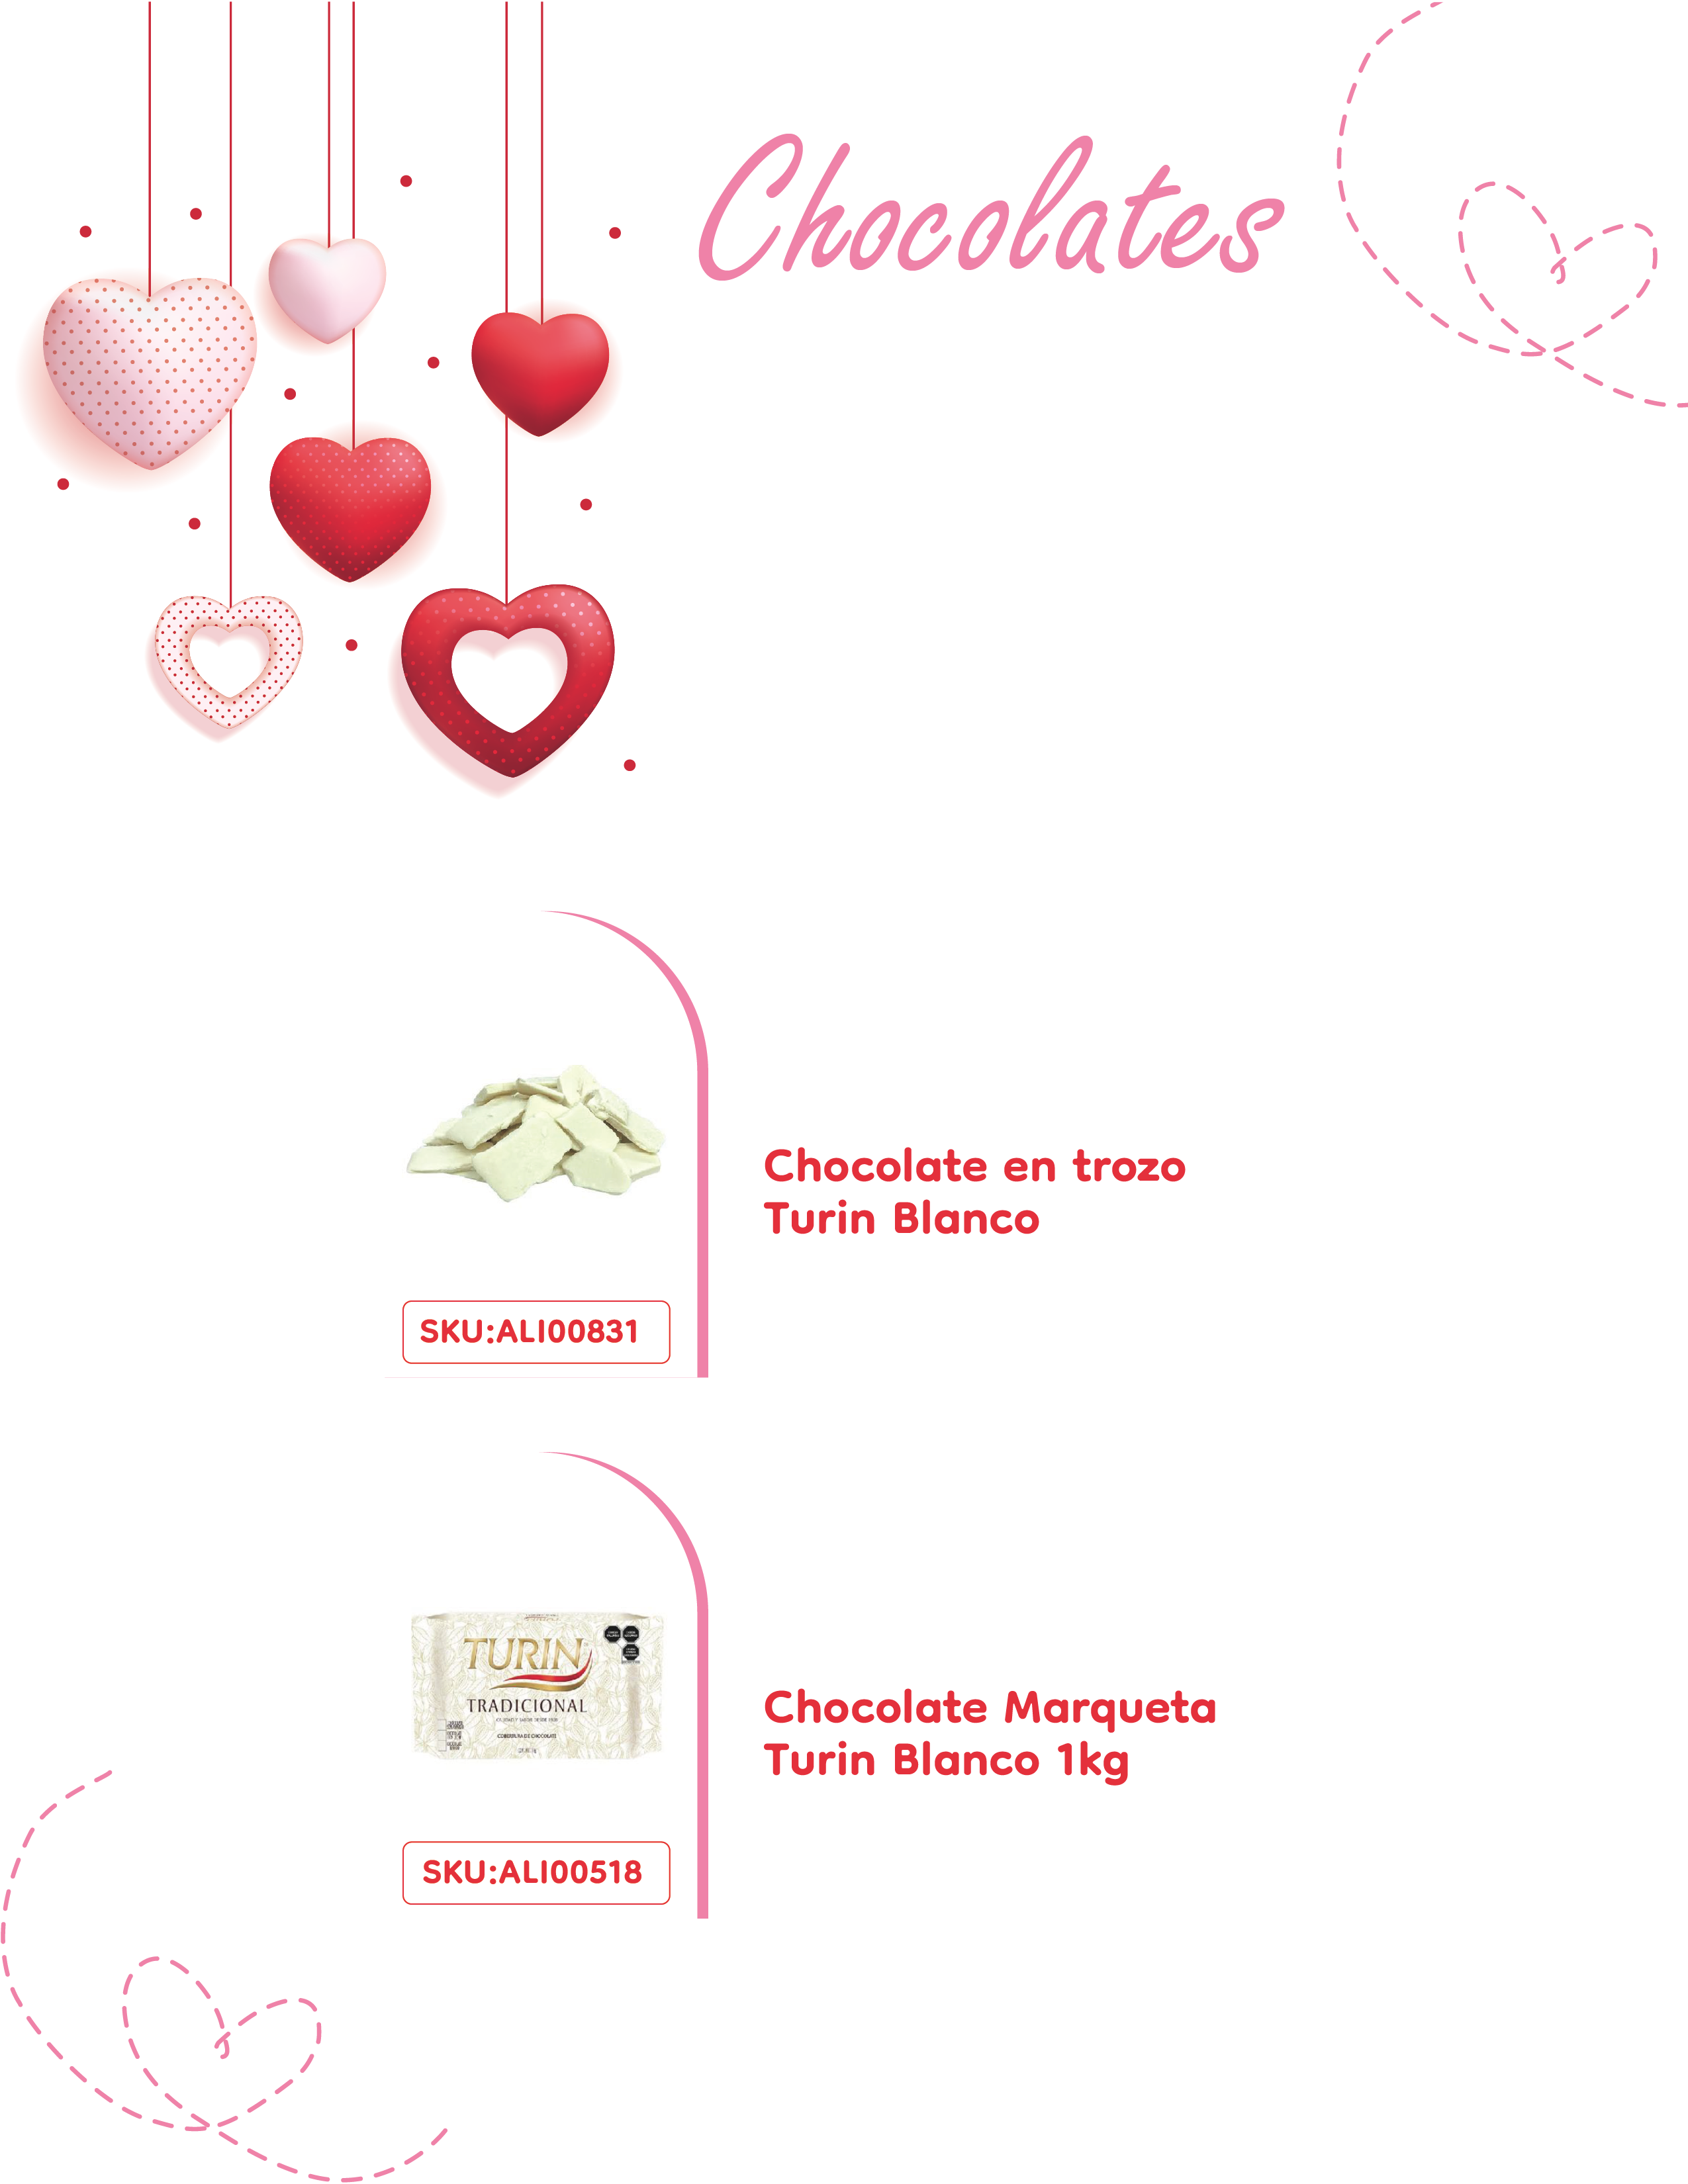 Chocolates
Chocolate en trozo
Turin Blanco
SKU:ALI00831
TURIN
TRADICIONAL
COBERTURA DE CHOCOLATE
Chocolate Marqueta
Turin Blanco 1kg
SKU:ALI00518